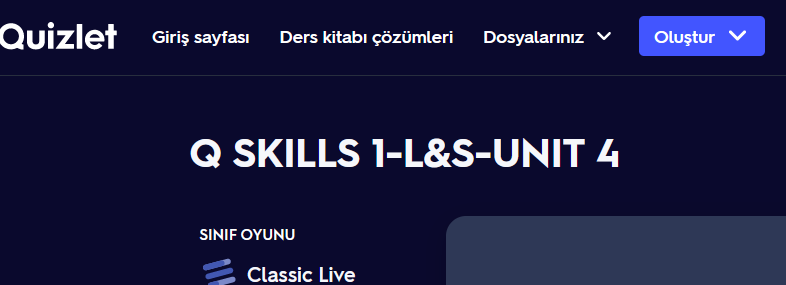 Quizlet
Giriş sayfası Ders kitabı çözümleri Dosyalarınız Oluştur
Q SKILLS 1-L&S-UNIT 4
SINIF OYUNU
Classic Live